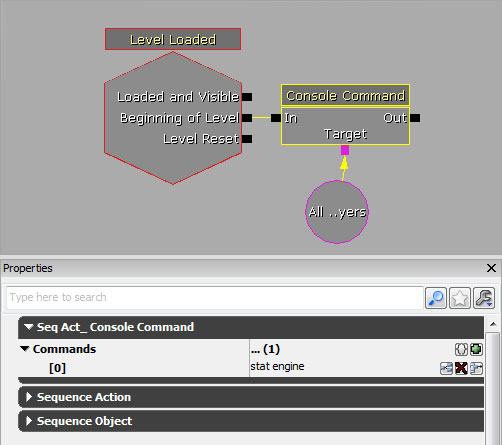 Level Loaded
Loaded and Visible
Beginning of Level
Level Reset
Console Command
In Out
Target
All ..yers
Properties
Type here to search
Seq Act_ Console Command
Commands ... (1)
[0] stat engine
Sequence Action
Sequence Object